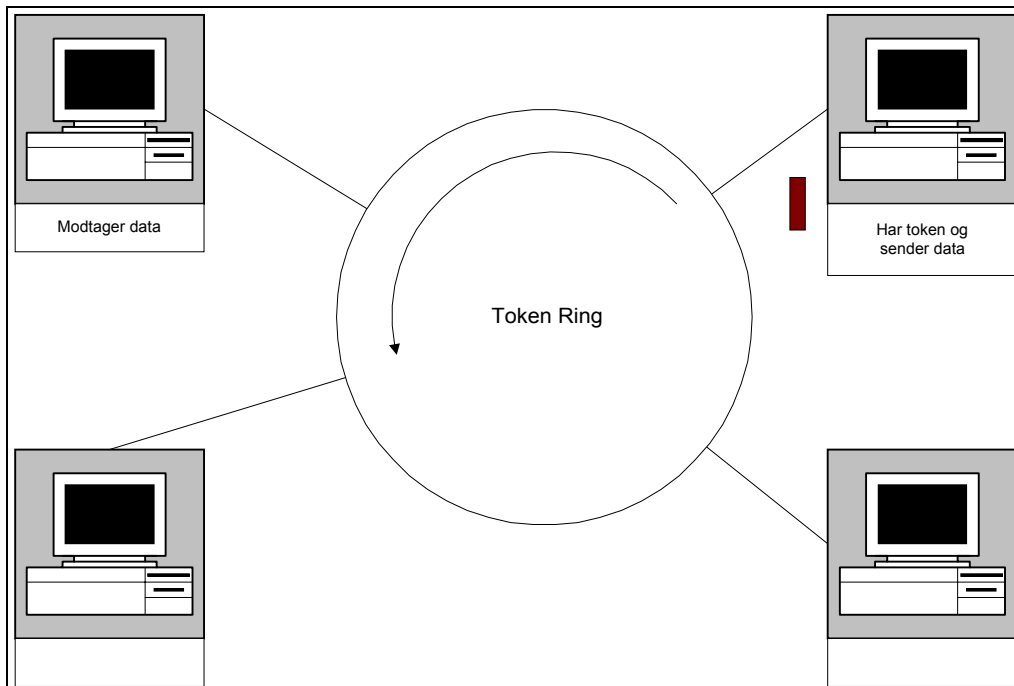 Modtager data
Har token og
sender data
Token Ring